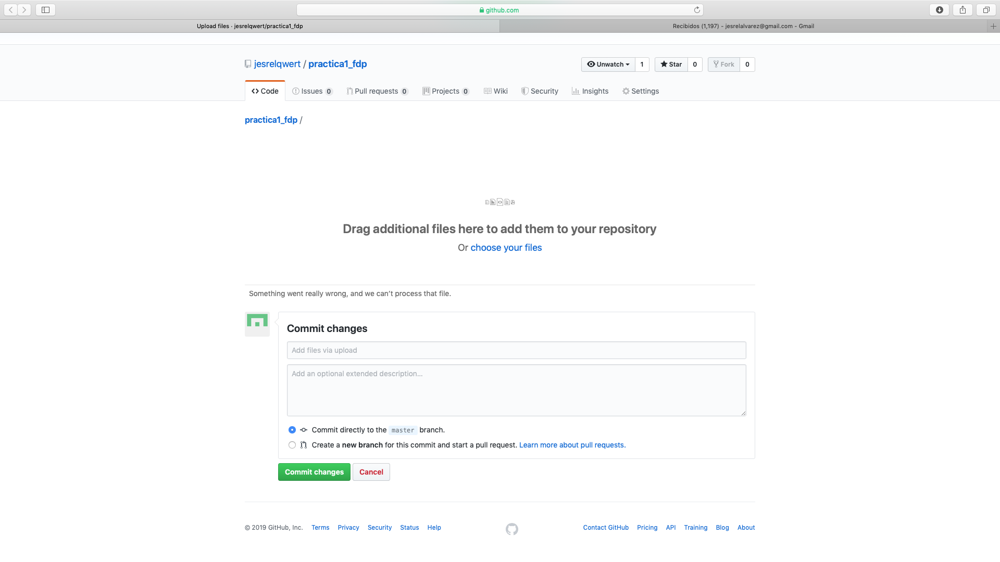 github.com
Upload files · jesrelqwert/practica1_fdp
Recibidos (1,197) - jesrelalvarez@gmail.com - Gmail
jesrelqwert / practica1_fdp
Unwatch 1
Star 0
Fork 0
Code
Issues 0
Pull requests 0
Projects 0
Wiki
Security
Insights
Settings
practica1_fdp /
Drag additional files here to add them to your repository
Or choose your files
Something went really wrong, and we can’t process that file.
Commit changes
Add files via upload
Add an optional extended description…
Commit directly to the master branch.
Create a new branch for this commit and start a pull request. Learn more about pull requests.
Commit changes
Cancel
© 2019 GitHub, Inc. Terms Privacy Security Status Help
Contact GitHub Pricing API Training Blog About